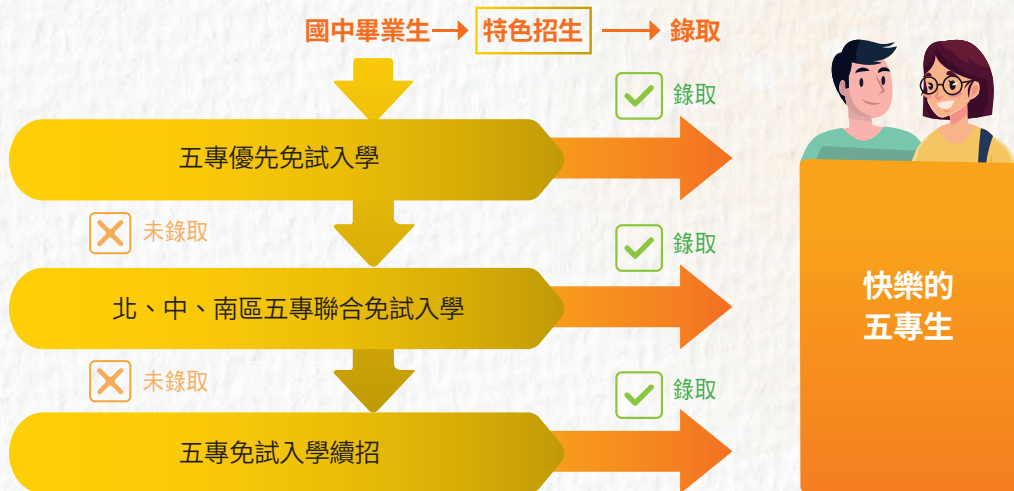 國中畢業生 特色招生 錄取
錄取
五專優先免試入學
未錄取
錄取
北、中、南區五專聯合免試入學
未錄取
錄取
五專免試入學續招
快樂的
五專生